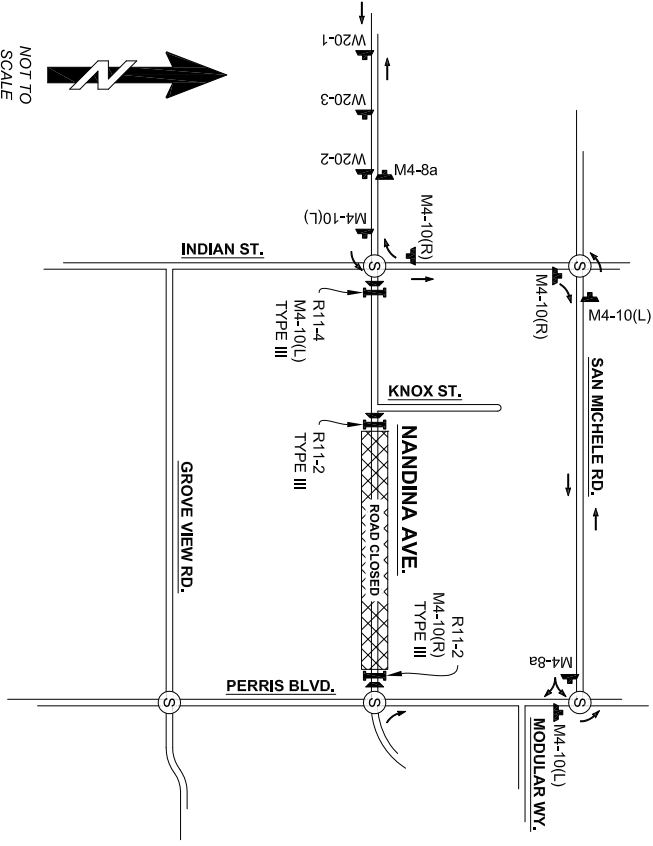 NOT TO
SCALE
N
W20-1
W20-3
W20-2
M4-10(L)
M4-8a
M4-10(R)
INDIAN ST.
S
S
R11-4
M4-10(L)
TYPE III
M4-10(R)
M4-10(L)
KNOX ST.
SAN MICHELE RD.
R11-2
TYPE III
NANDINA AVE.
ROAD CLOSED
GROVE VIEW RD.
R11-2
M4-10(R)
TYPE III
M4-8a
PERRIS BLVD.
S
S
S
M4-10(L)
MODULAR WY.